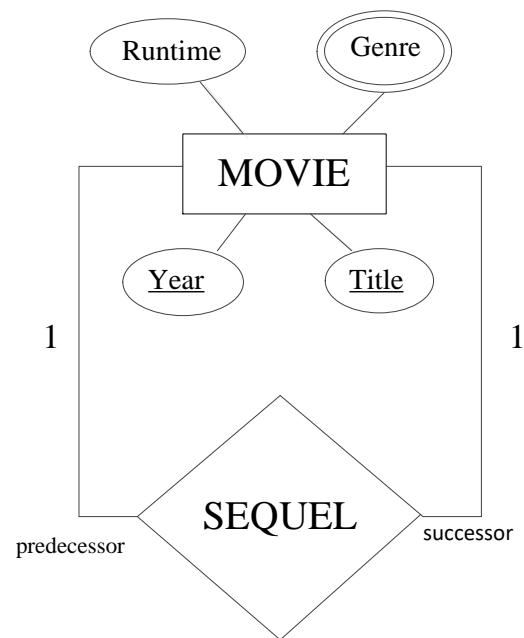 Runtime
Genre
MOVIE
Year
Title
1
1
SEQUEL
predecessor
successor